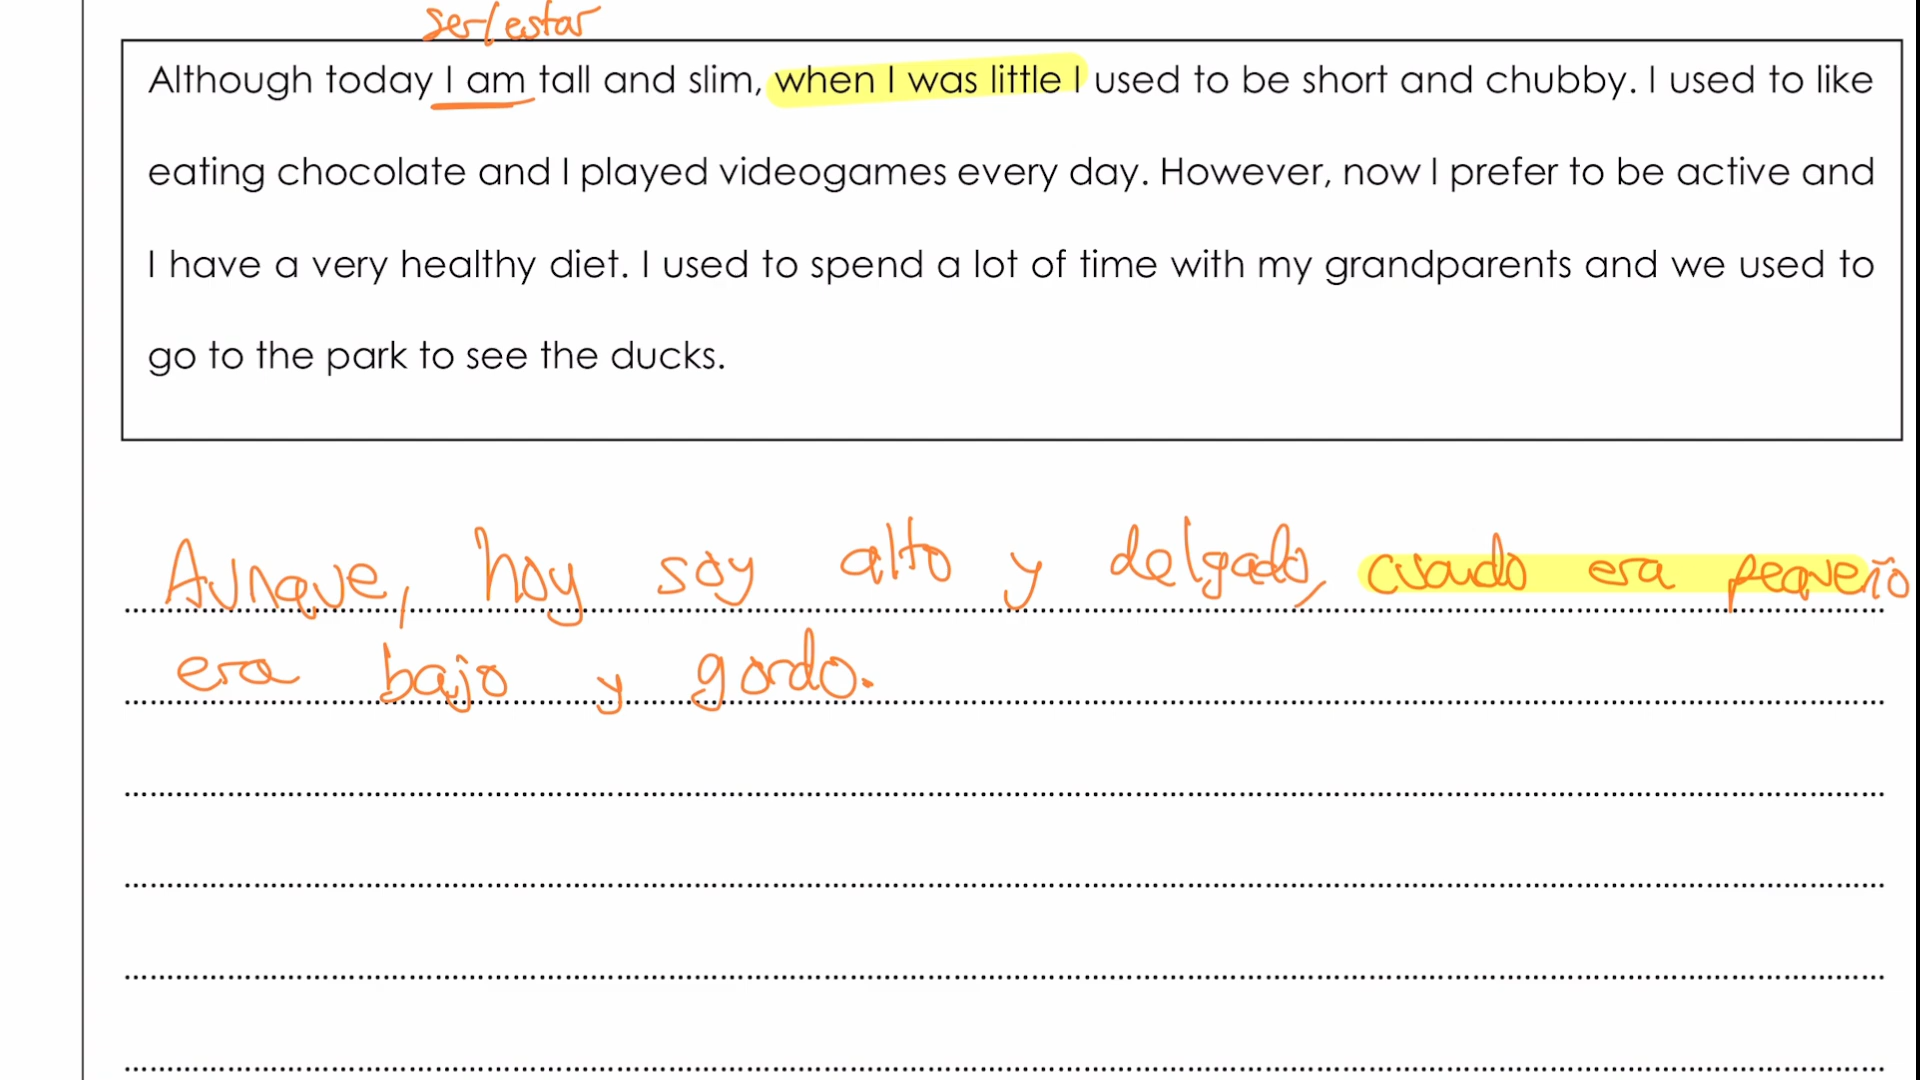 ser/estar
Although today I am tall and slim, when I was little I used to be short and chubby. I used to like
eating chocolate and I played videogames every day. However, now I prefer to be active and
I have a very healthy diet. I used to spend a lot of time with my grandparents and we used to
go to the park to see the ducks.
Aunque, hoy soy alto y delgado, cuando era pequeño
era bajo y gordo.